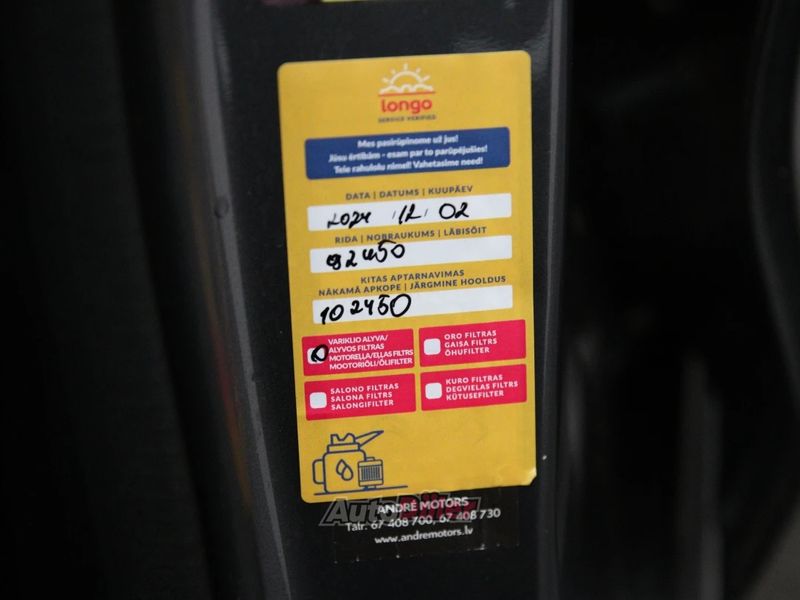 longo
SERVICE VERIFIED
Mes pasirūpinome už jus!
Jūsu ērtībām - esam par to parūpējušies!
Teie rahulolu nimel! Vahetasime need!
DATA | DATUMS | KUUPÄEV
2024 12 02
RIDA | NOBRAUKUMS | LÄBISÕIT
92450
KITAS APTARNAVIMAS
NĀKAMĀ APKOPE | JÄRGMINE HOOLDUS
102450
VARIKLIO ALYVA/
ALYVOS FILTRAS
MOTOREĻĻA/EĻĻAS FILTRS
MOOTORIÕLI/ÕLIFILTER
ORO FILTRAS
GAISA FILTRS
ÕHUFILTER
SALONO FILTRAS
SALONA FILTRS
SALONGIFILTER
KURO FILTRAS
DEGVIELAS FILTRS
KÜTUSEFILTER
ANDRÉ MOTORS
Tālr. 67 408 700, 67 408 730
www.andremotors.lv